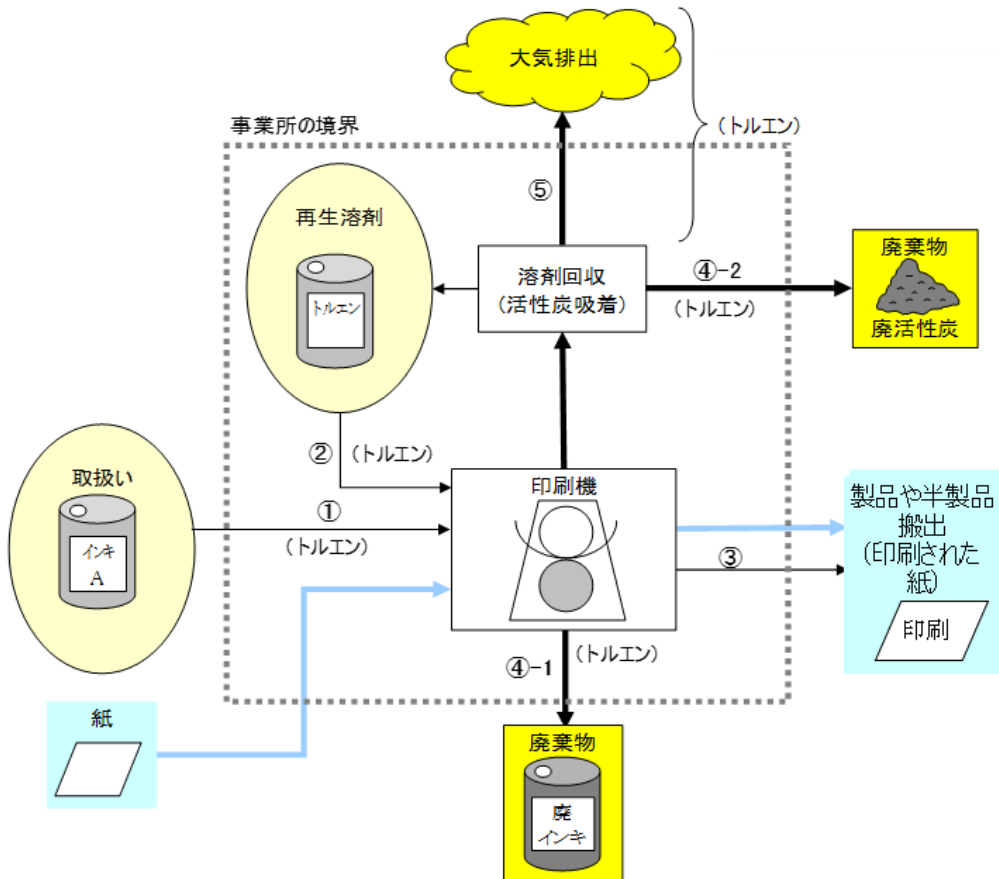 大気排出
(トルエン)
事業所の境界
⑤
再生溶剤
トルエン
溶剤回収
(活性炭吸着)
④-2
(トルエン)
廃棄物
廃活性炭
②
(トルエン)
取扱い
インキ
A
①
(トルエン)
印刷機
③
製品や半製品
搬出
(印刷された
紙)
印刷
④-1
(トルエン)
紙
廃棄物
廃
インキ